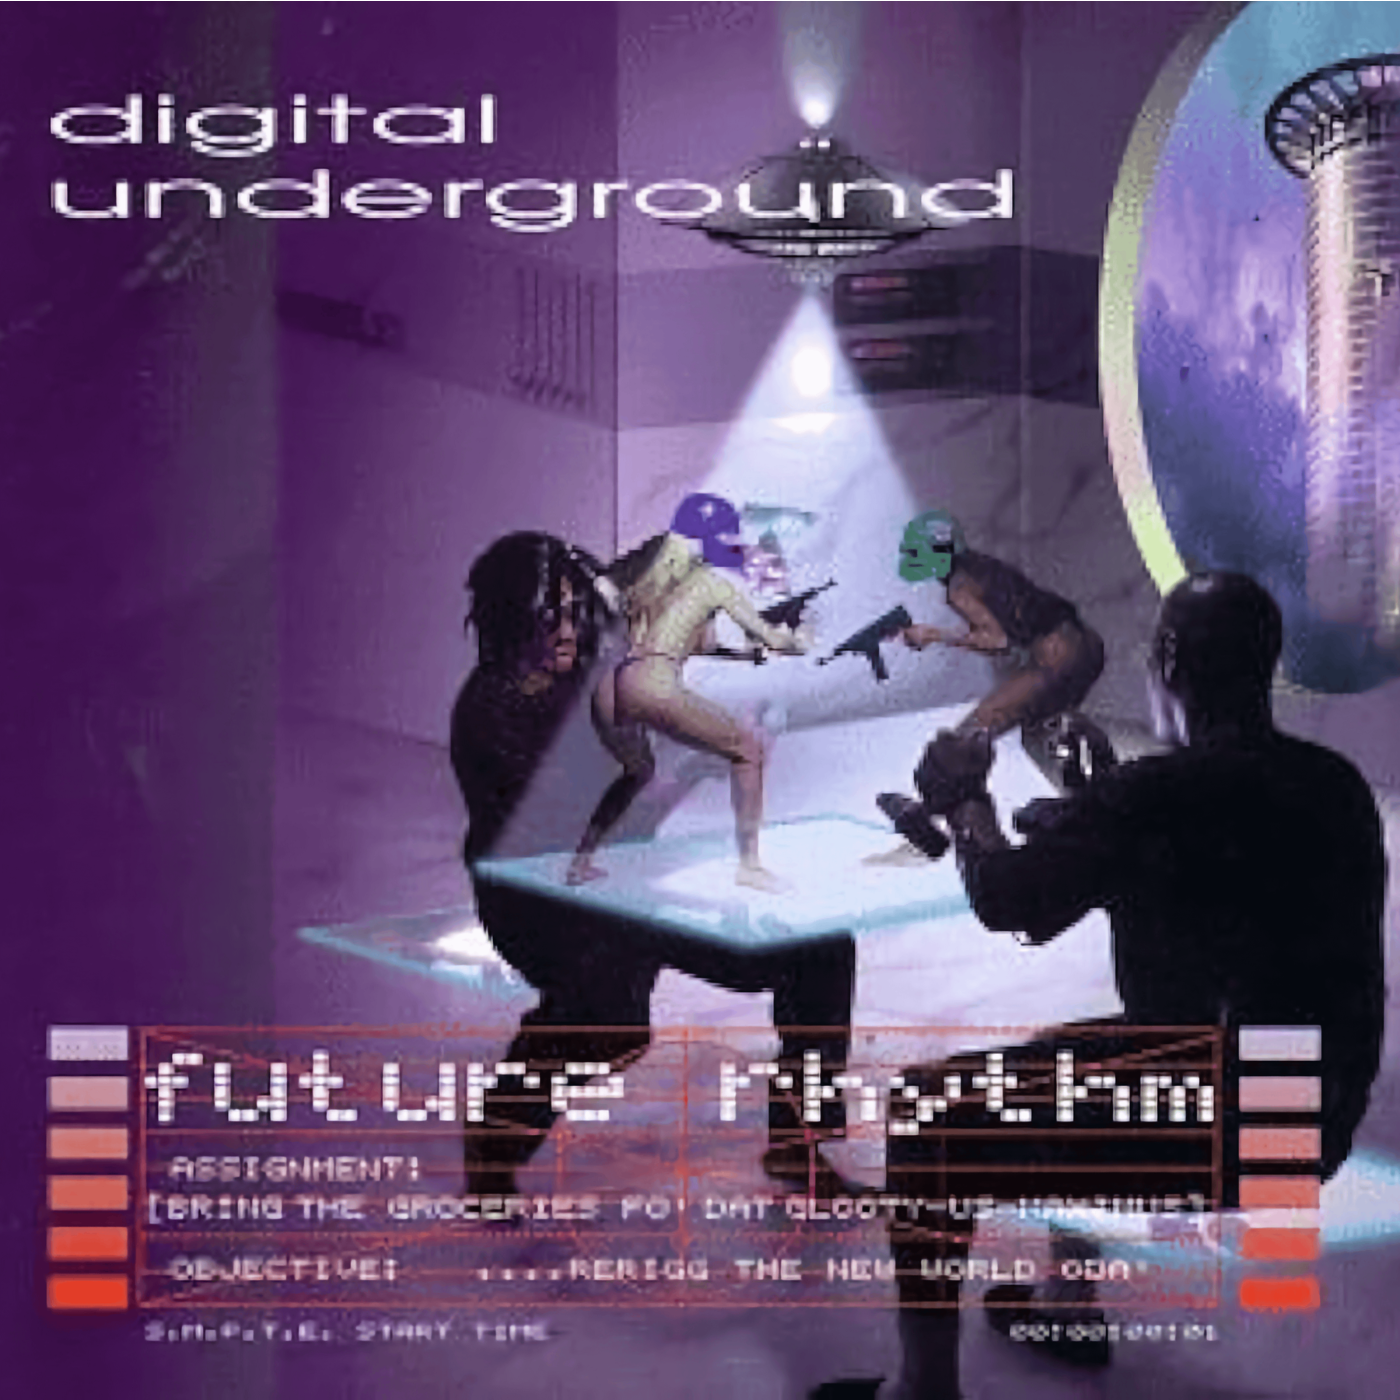 digital
underground
future rhythm
ASSIGNMENT:
[BRING THE GROCERIES FO' DAT GLOOTY-US-MAXIMUS]
OBJECTIVE: ....RERIGG THE NEW WORLD ODA'
S.M.P.T.E. START TIME 00:00:00:01